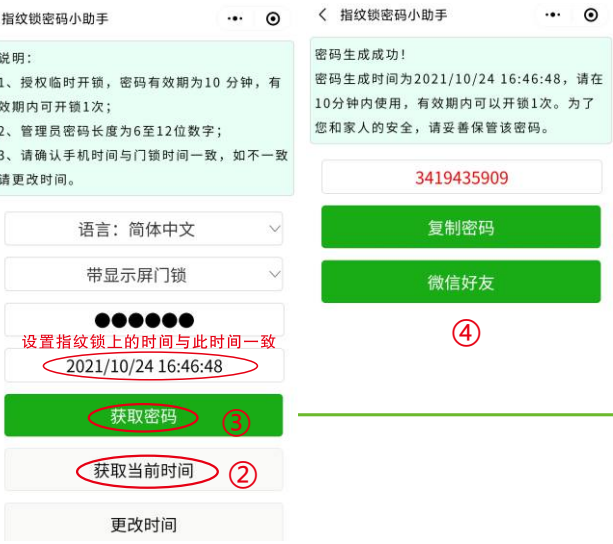 指纹锁密码小助手
说明：
1、授权临时开锁，密码有效期为10 分钟，有
效期内可开锁1次；
2、管理员密码长度为6至12位数字；
3、请确认手机时间与门锁时间一致，如不一致
请更改时间。
语言：简体中文
带显示屏门锁
●●●●●●
设置指纹锁上的时间与此时间一致
2021/10/24 16:46:48
获取密码
③
获取当前时间
②
更改时间
指纹锁密码小助手
密码生成成功！
密码生成时间为2021/10/24 16:46:48，请在
10分钟内使用，有效期内可以开锁1次。为了
您和家人的安全，请妥善保管该密码。
3419435909
复制密码
微信好友
④